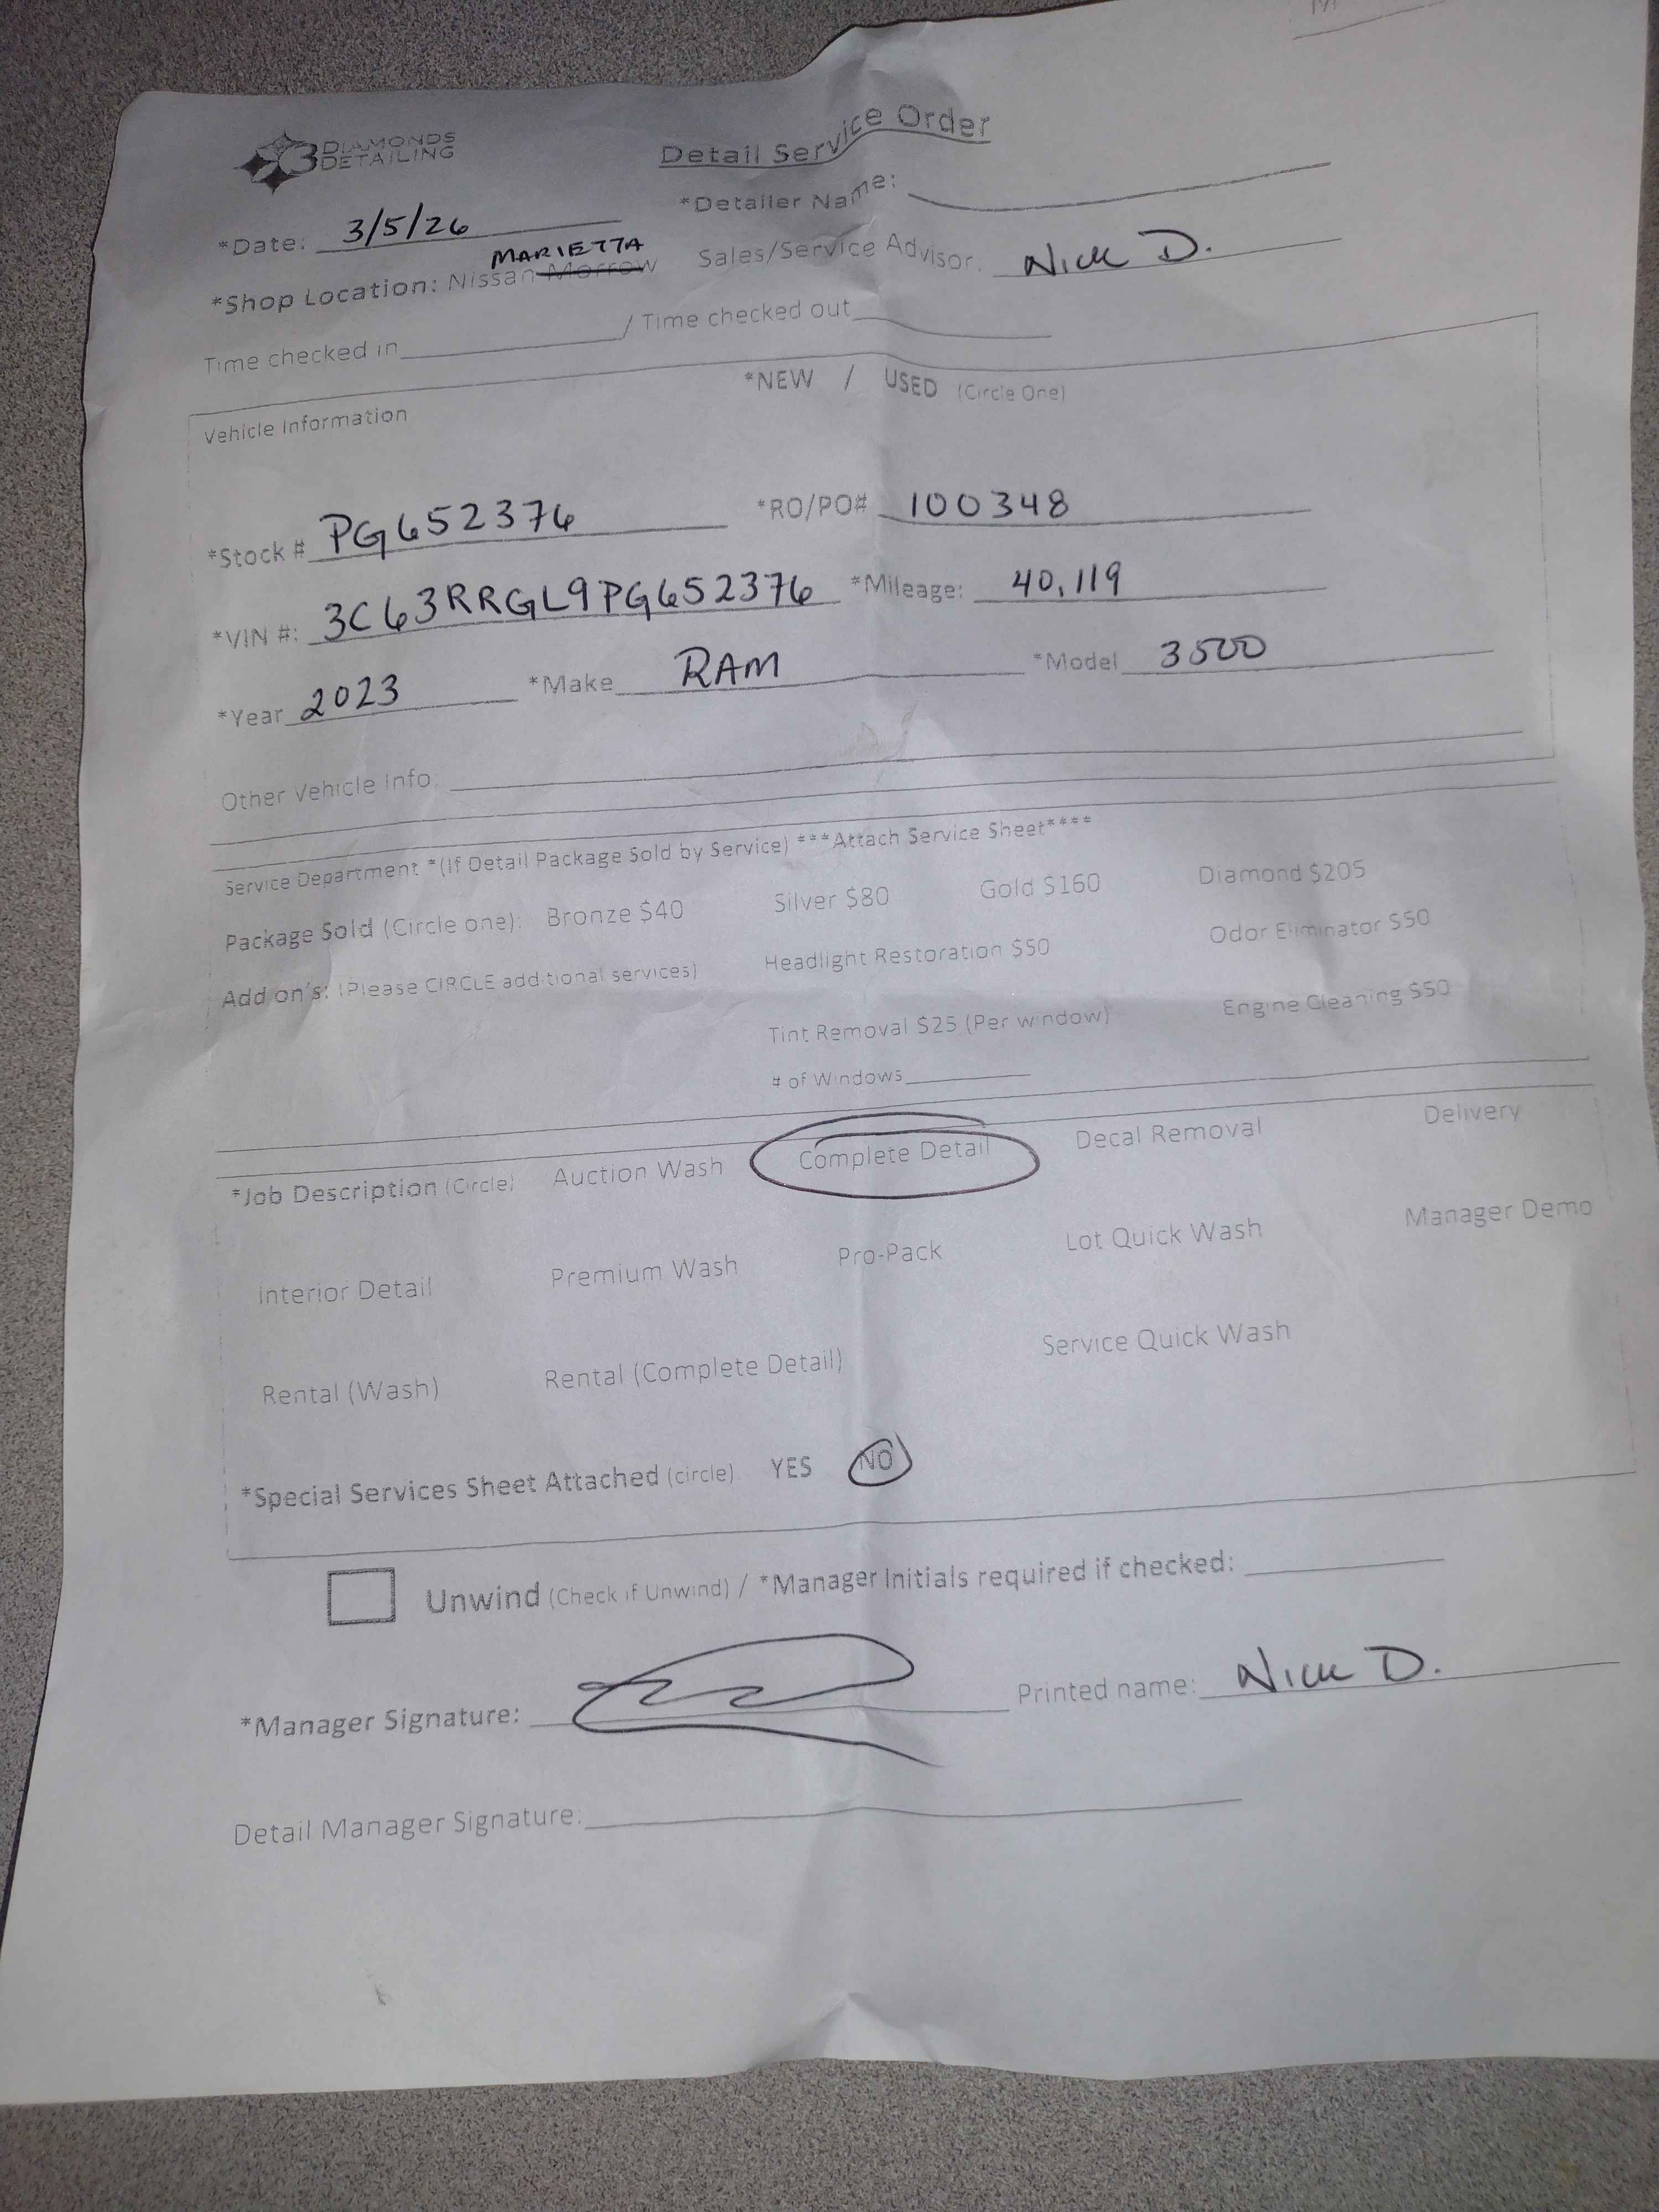 3 DIAMONDS DETAILING
Detail Service Order
*Date: 3/5/26 *Detailer Name:
MARIETTA
*Shop Location: Nissan Morrow Sales/Service Advisor. Nick D.
Time checked in / Time checked out
*NEW / USED (Circle One)
Vehicle Information
*Stock # PG652376 *RO/PO# 100348
*VIN #: 3C63RRGL9PG652376 *Mileage: 40,119
*Year 2023 *Make RAM *Model 3500
Other Vehicle Info:
Service Department *(If Detail Package Sold by Service) ***Attach Service Sheet****
Package Sold (Circle one): Bronze $40 Silver $80 Gold $160 Diamond $205
Add on's: (Please CIRCLE additional services) Headlight Restoration $50 Odor Eliminator $50
Tint Removal $25 (Per window) Engine Cleaning $50
# of Windows
*Job Description (Circle) Auction Wash Complete Detail Decal Removal Delivery
Interior Detail Premium Wash Pro-Pack Lot Quick Wash Manager Demo
Rental (Wash) Rental (Complete Detail) Service Quick Wash
*Special Services Sheet Attached (circle) YES NO
Unwind (Check if Unwind) / *Manager Initials required if checked:
*Manager Signature: Printed name: Nick D.
Detail Manager Signature: